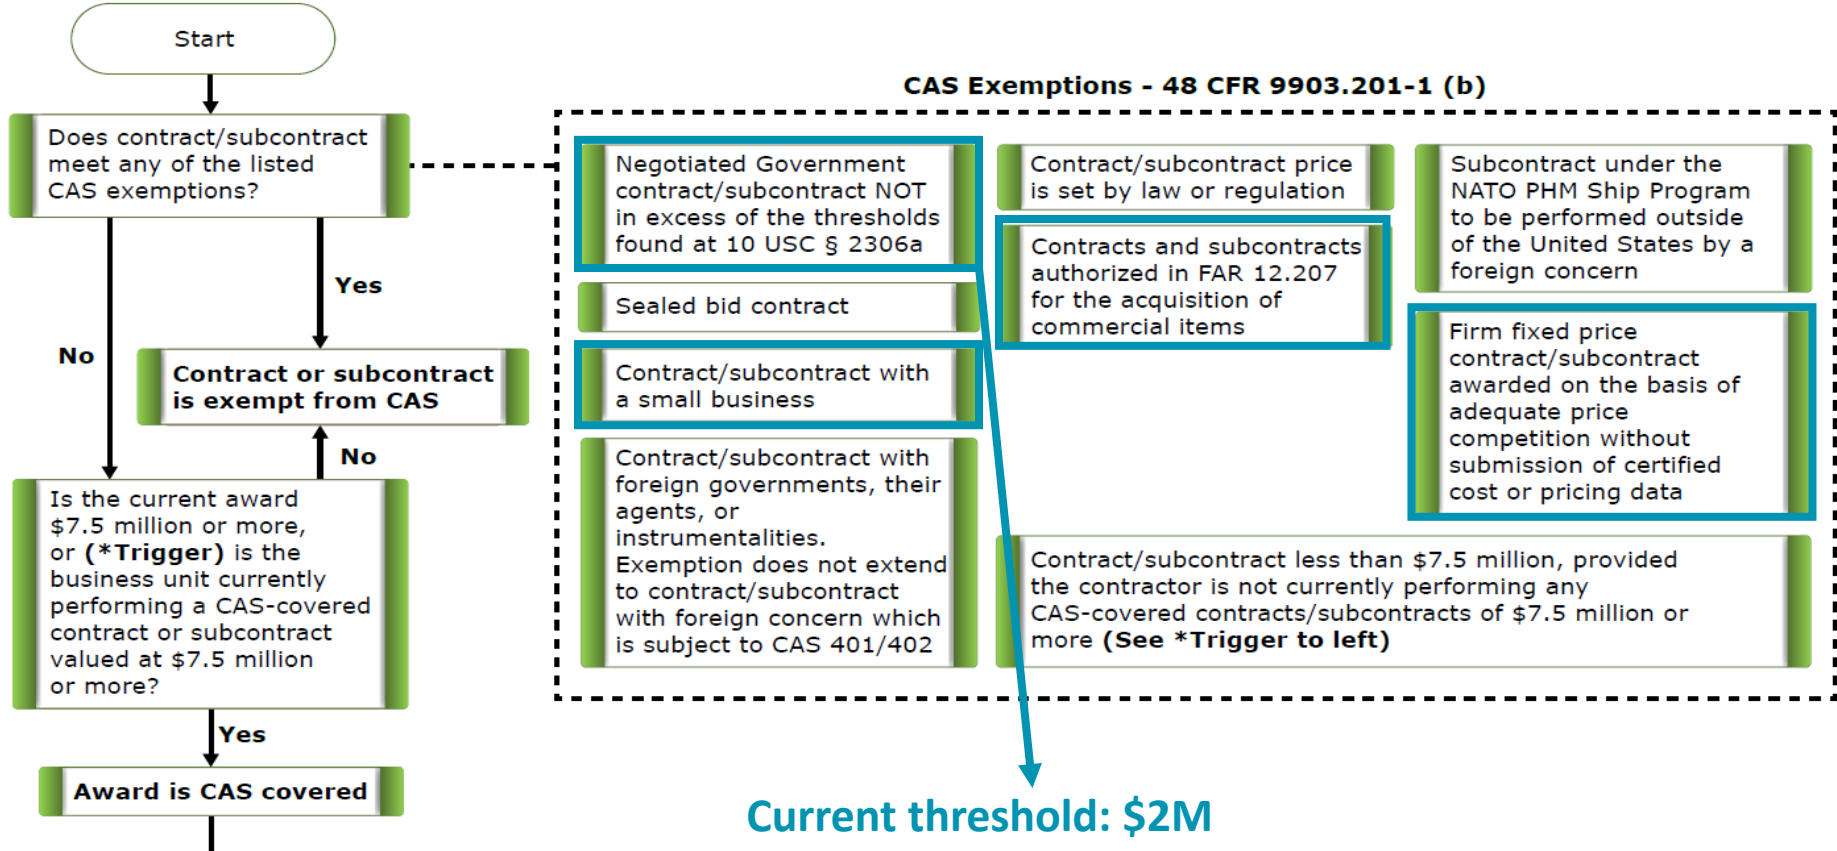 Start
Does contract/subcontract
meet any of the listed
CAS exemptions?
Yes
No
Contract or subcontract
is exempt from CAS
No
Is the current award
$7.5 million or more,
or (*Trigger) is the
business unit currently
performing a CAS-covered
contract or subcontract
valued at $7.5 million
or more?
Yes
Award is CAS covered
CAS Exemptions - 48 CFR 9903.201-1 (b)
Negotiated Government
contract/subcontract NOT
in excess of the thresholds
found at 10 USC § 2306a
Sealed bid contract
Contract/subcontract with
a small business
Contract/subcontract with
foreign governments, their
agents, or
instrumentalities.
Exemption does not extend
to contract/subcontract
with foreign concern which
is subject to CAS 401/402
Contract/subcontract price
is set by law or regulation
Contracts and subcontracts
authorized in FAR 12.207
for the acquisition of
commercial items
Subcontract under the
NATO PHM Ship Program
to be performed outside
of the United States by a
foreign concern
Firm fixed price
contract/subcontract
awarded on the basis of
adequate price
competition without
submission of certified
cost or pricing data
Contract/subcontract less than $7.5 million, provided
the contractor is not currently performing any
CAS-covered contracts/subcontracts of $7.5 million or
more (See *Trigger to left)
Current threshold: $2M